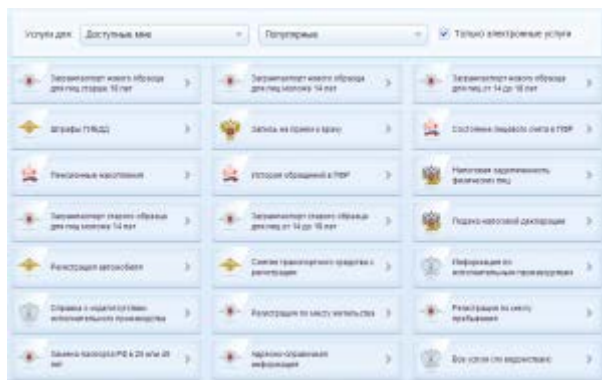 Услуги для: Доступные мне Популярные Только электронные услуги
Загранпаспорт нового образца
для лиц старше 18 лет
Загранпаспорт нового образца
для лиц моложе 14 лет
Загранпаспорт нового образца
для лиц от 14 до 18 лет
Штрафы ГИБДД
Запись на прием к врачу
Состояние лицевого счета в ПФР
Пенсионные накопления
История обращений в ПФР
Налоговая задолженность
физических лиц
Загранпаспорт старого образца
для лиц моложе 14 лет
Загранпаспорт старого образца
для лиц от 14 до 18 лет
Подача налоговой декларации
Регистрация автомобиля
Снятие транспортного средства с
регистрации
Информация по
исполнительным производствам
Справка о
исполнительного производства
Регистрация по месту жительства
Регистрация по месту
пребывания
Замена паспорта РФ в 20 или 45
лет
Адресно-справочная
информация
Все услуги (по ведомствам)